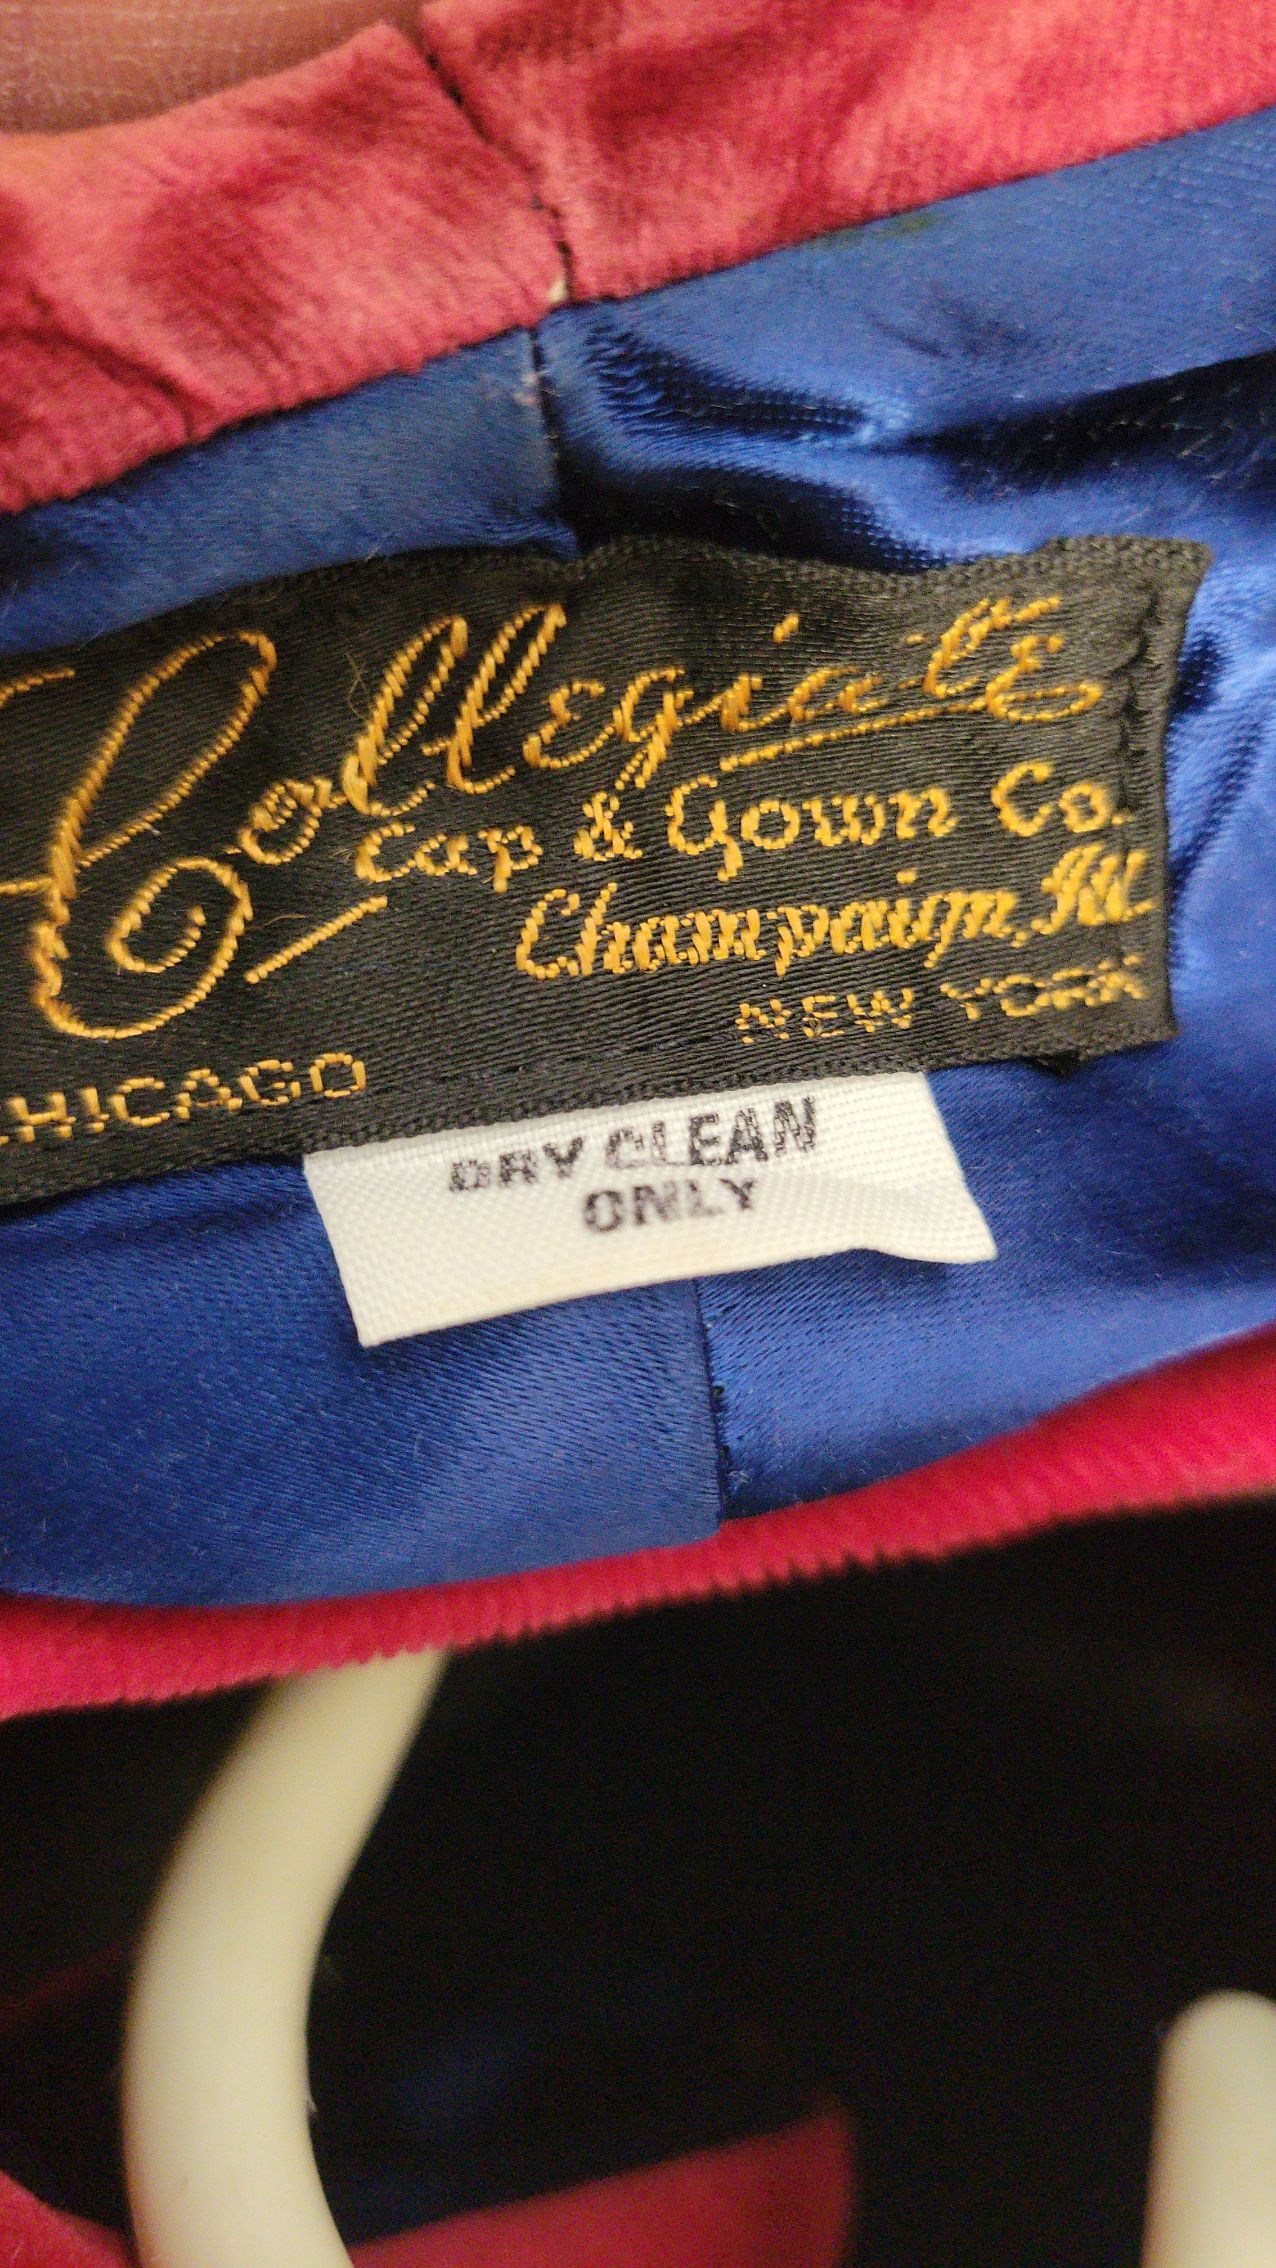 Collegiate
Cap & Gown Co.
Champaign, Ill.
CHICAGO NEW YORK
DRY CLEAN
ONLY